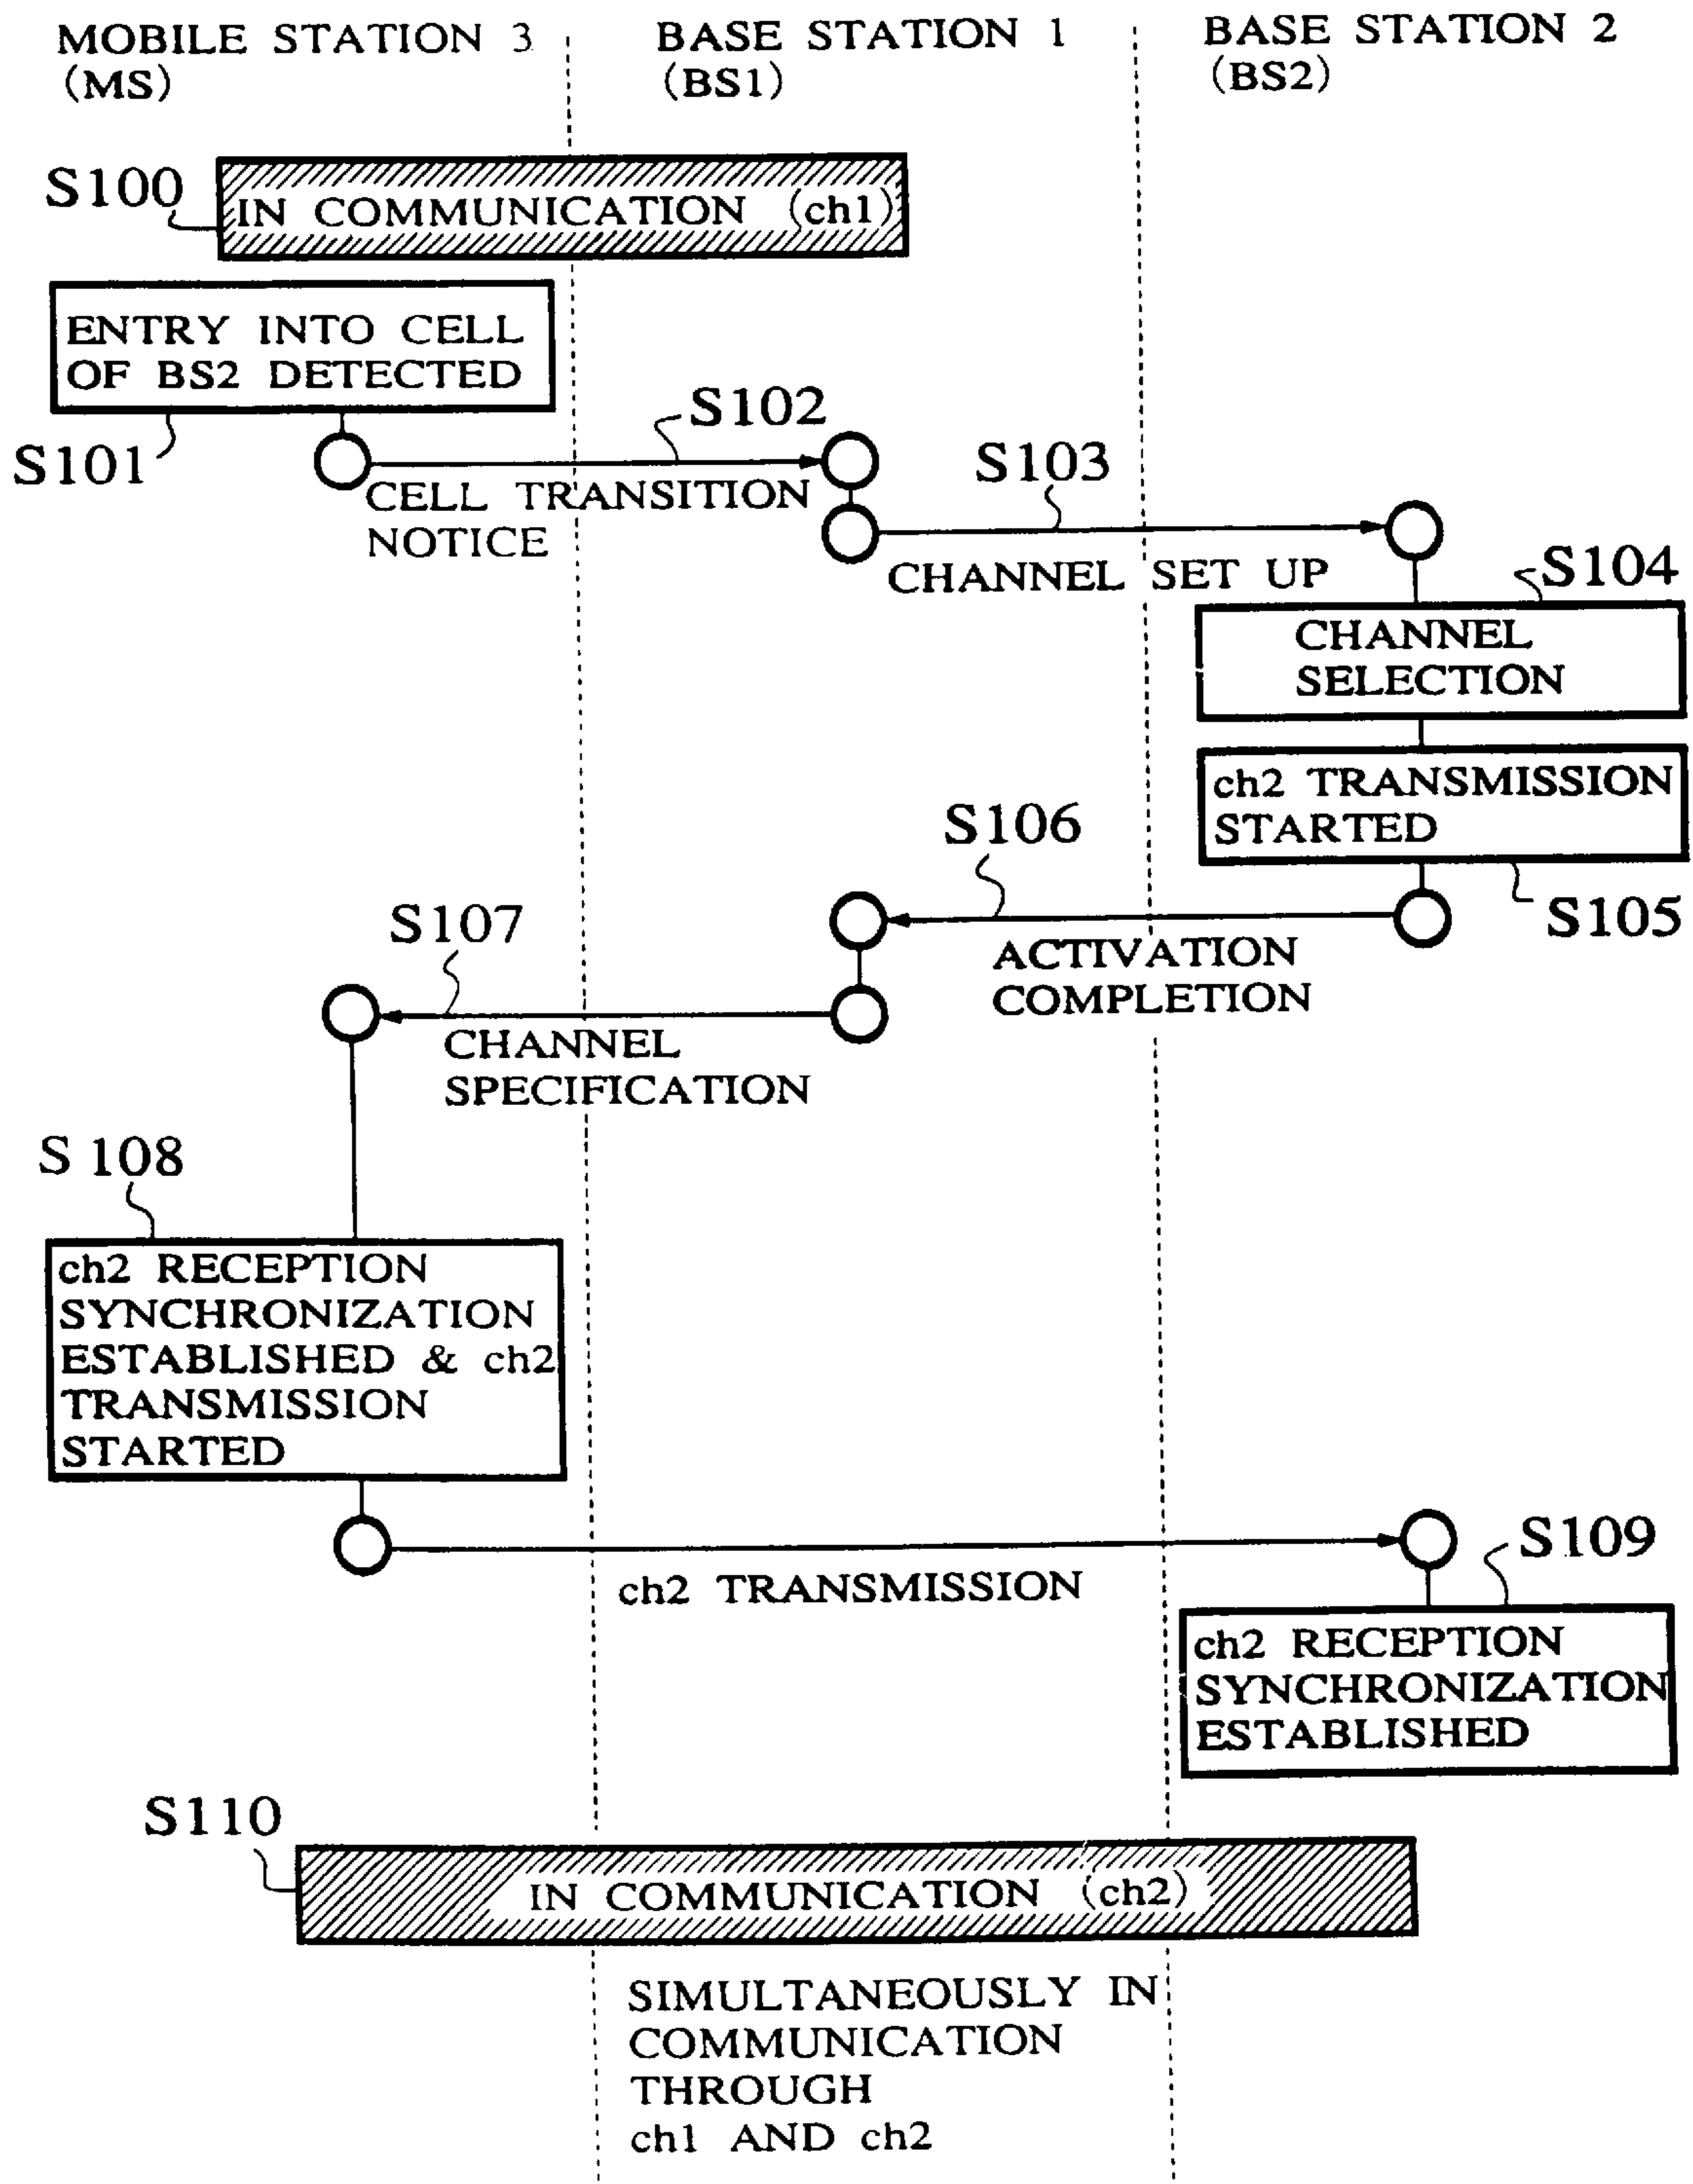 MOBILE STATION 3
(MS)
BASE STATION 1
(BS1)
BASE STATION 2
(BS2)
S100
IN COMMUNICATION (ch1)
ENTRY INTO CELL
OF BS2 DETECTED
S101
S102
CELL TRANSITION
NOTICE
S103
CHANNEL SET UP
S104
CHANNEL
SELECTION
ch2 TRANSMISSION
STARTED
S105
S106
ACTIVATION
COMPLETION
S107
CHANNEL
SPECIFICATION
S 108
ch2 RECEPTION
SYNCHRONIZATION
ESTABLISHED & ch2
TRANSMISSION
STARTED
ch2 TRANSMISSION
S109
ch2 RECEPTION
SYNCHRONIZATION
ESTABLISHED
S110
IN COMMUNICATION (ch2)
SIMULTANEOUSLY IN
COMMUNICATION
THROUGH
ch1 AND ch2